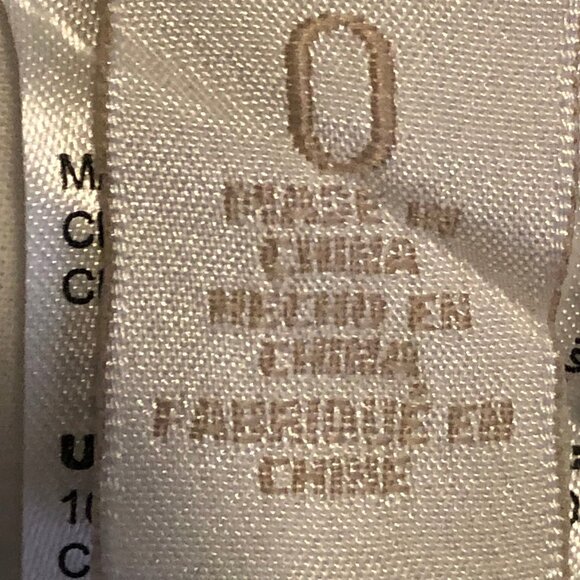 0
MADE IN
CHINA
HECHO EN
CHINA
FABRIQUÉ EN
CHINE